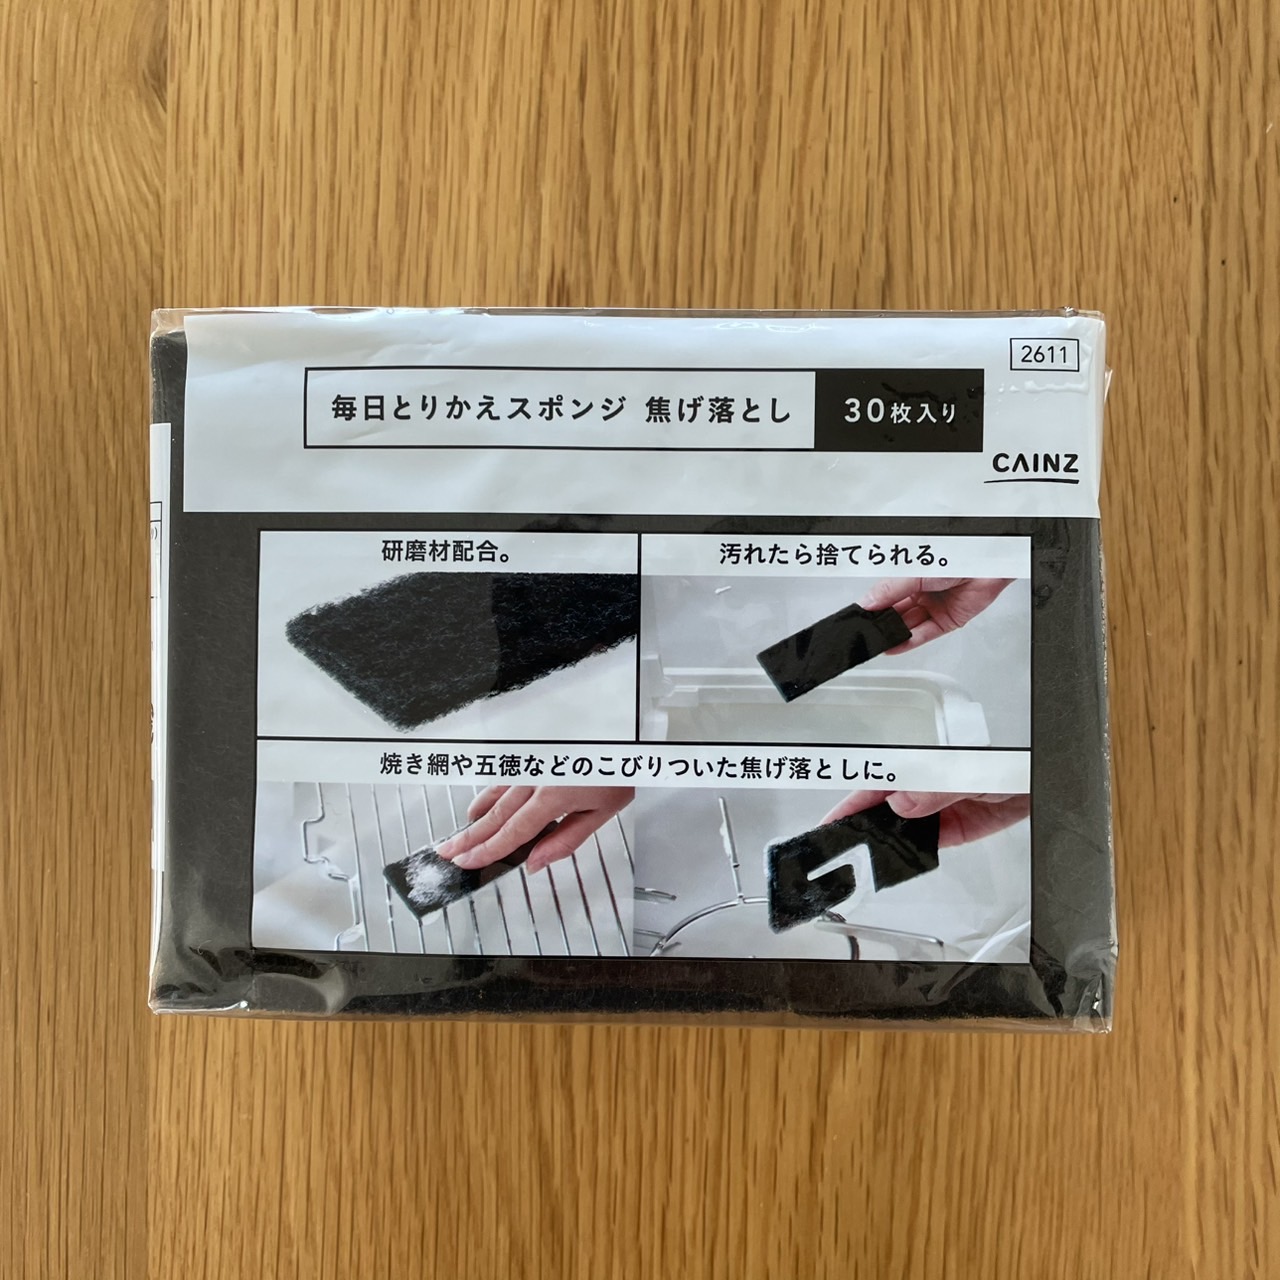 2611
毎日とりかえスポンジ 焦げ落とし 30枚入り
CAINZ
研磨材配合。
汚れたら捨てられる。
焼き網や五徳などのこびりついた焦げ落としに。